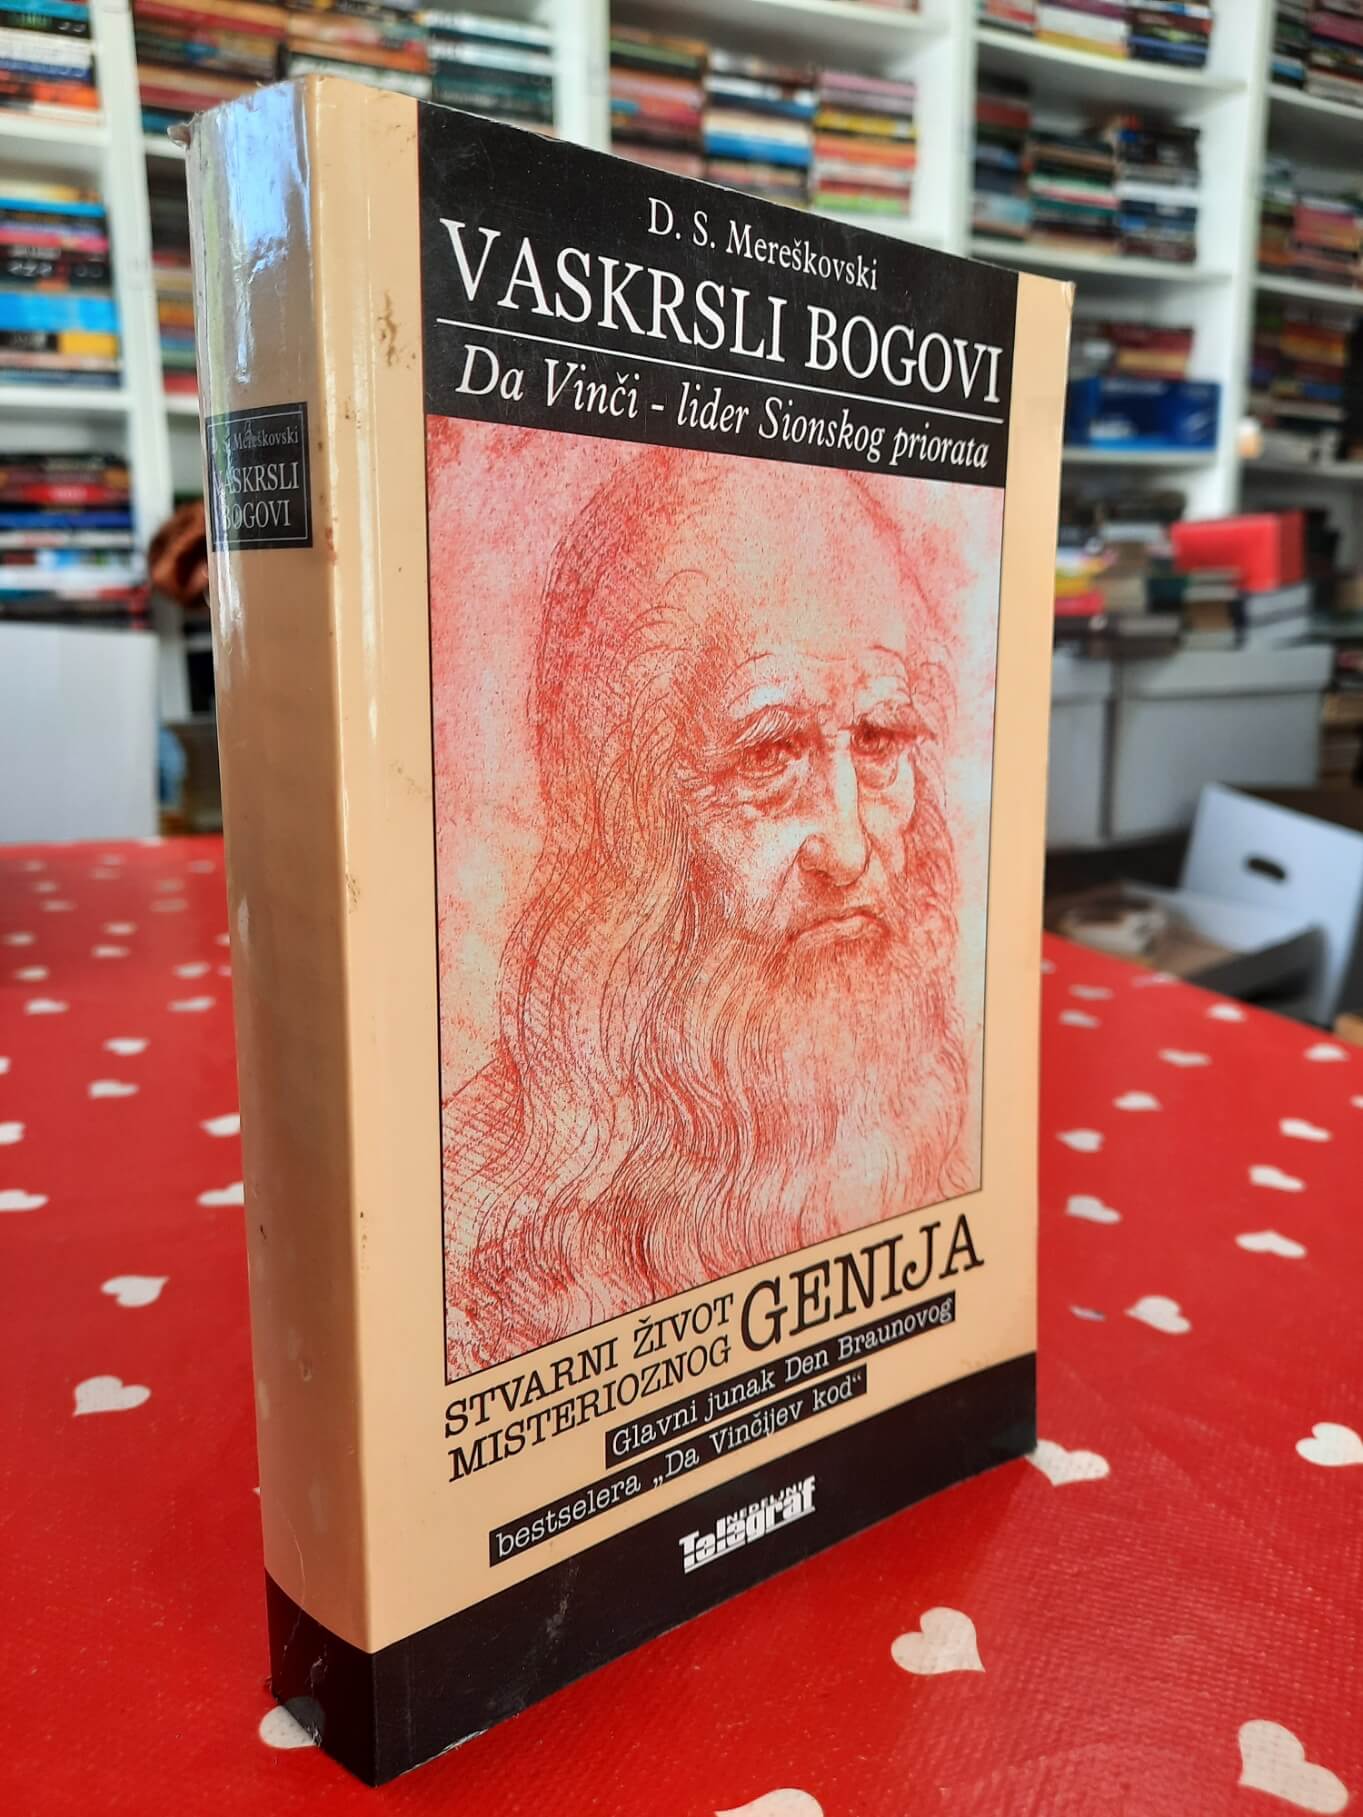 D. S. Mereškovski
VASKRSLI BOGOVI
Da Vinči - lider Sionskog priorata
D. S. Mereškovski
VASKRSLI
BOGOVI
STVARNI ŽIVOT
MISTERIOZNOG GENIJA
Glavni junak Den Braunovog
bestselera „Da Vinčijev kod“
NEDELJNI
Telegraf